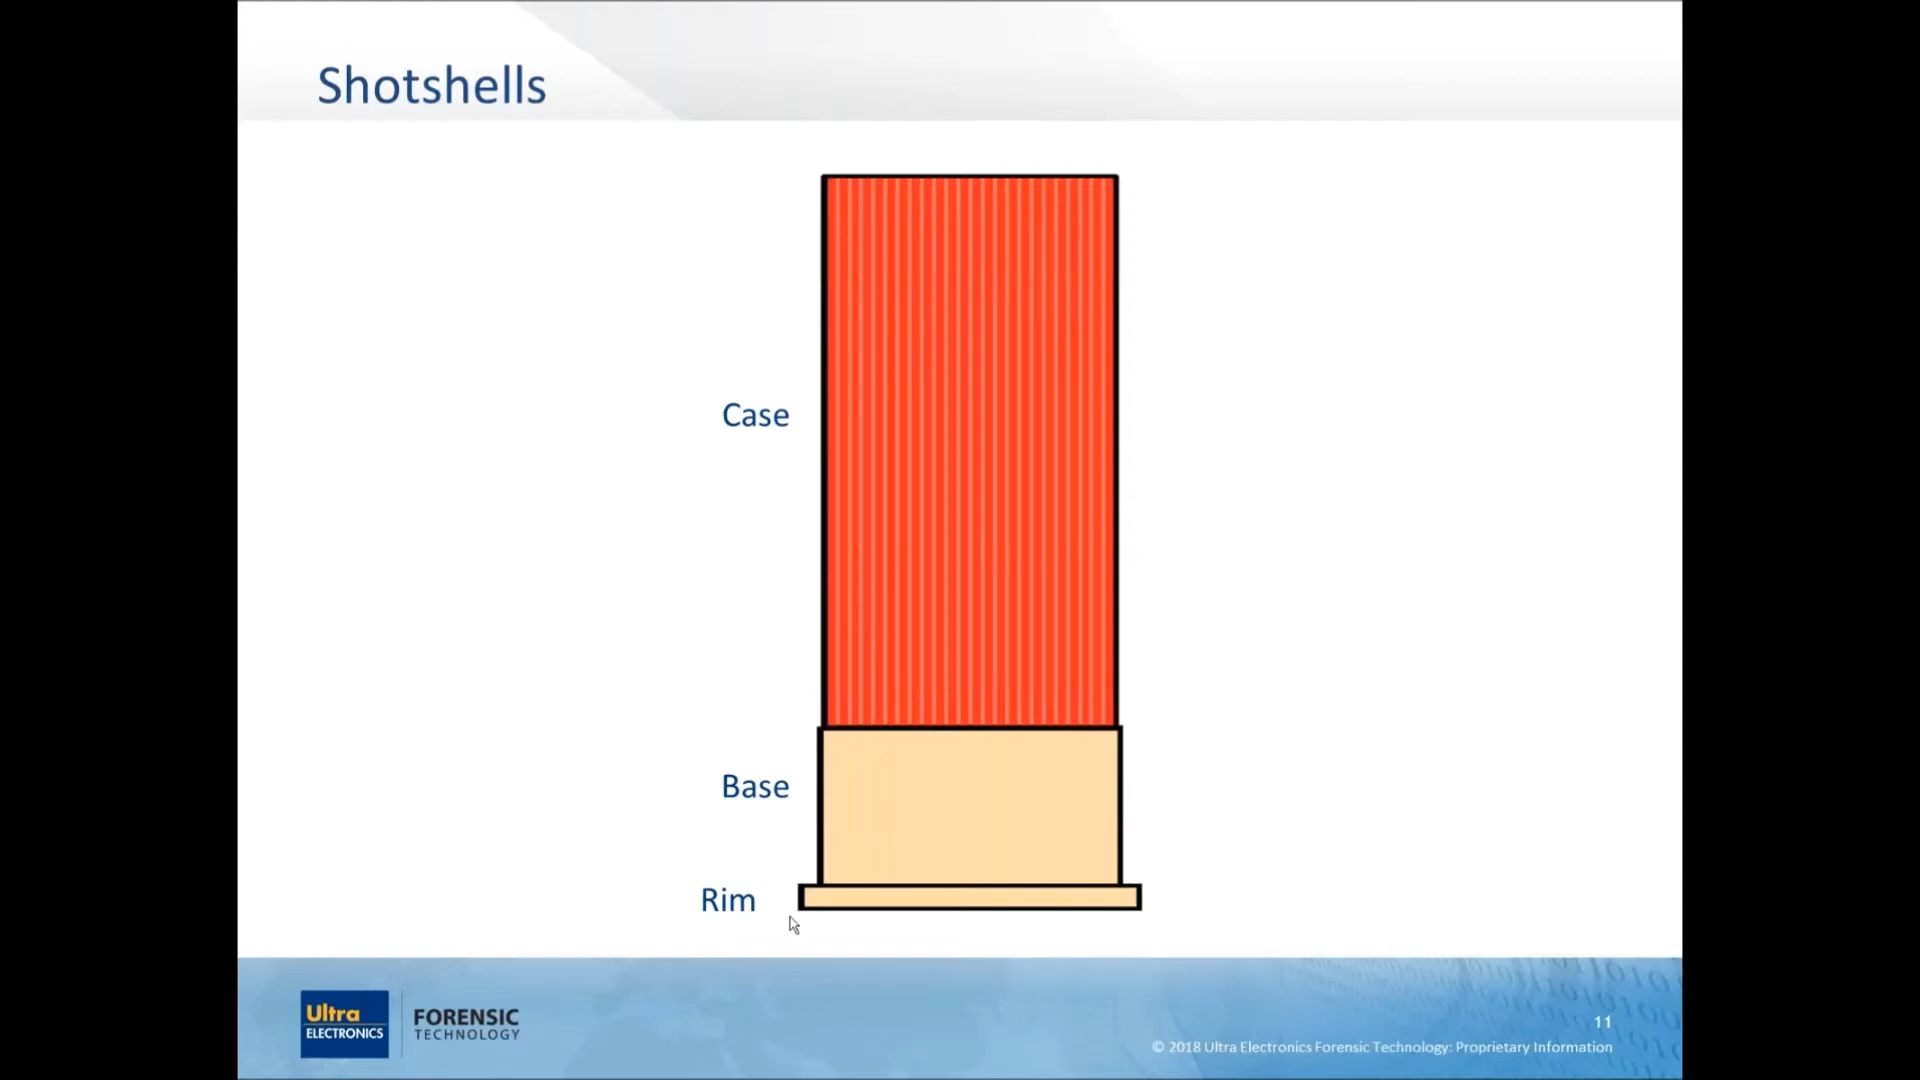 Shotshells
Case
Base
Rim
Ultra
ELECTRONICS
FORENSIC
TECHNOLOGY
11
© 2018 Ultra Electronics Forensic Technology: Proprietary Information